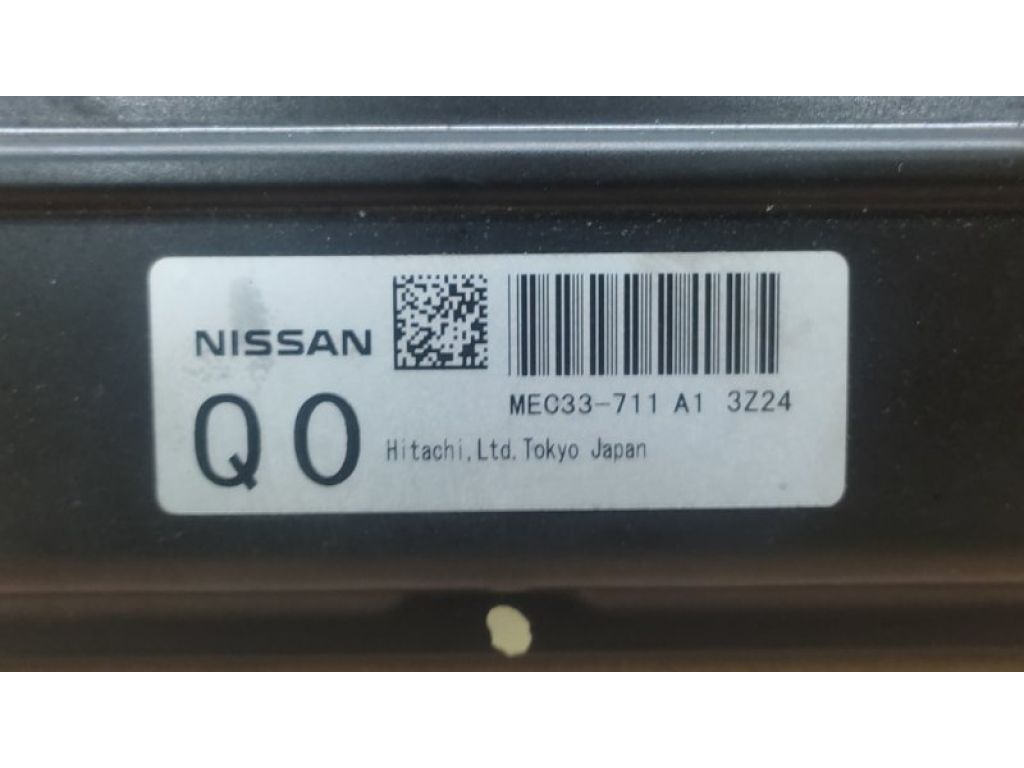 NISSAN
MEC33-711 A1 3Z24
Q0
Hitachi,Ltd.Tokyo Japan